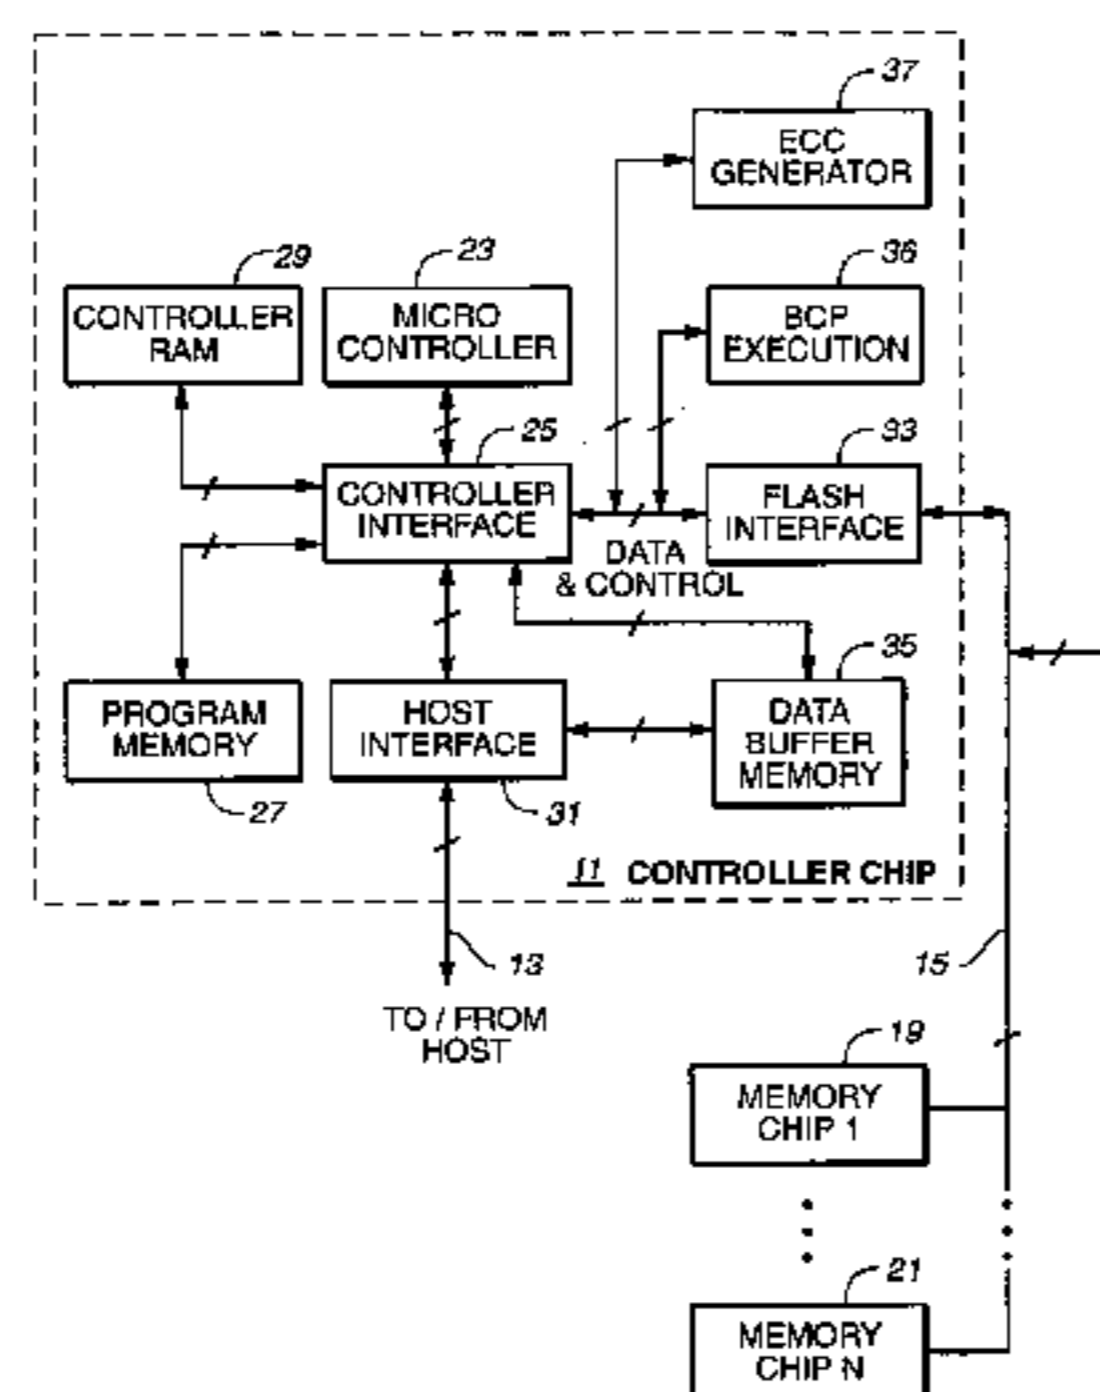 37
ECC
GENERATOR
29
23
36
CONTROLLER
RAM
MICRO
CONTROLLER
BCP
EXECUTION
25
33
CONTROLLER
INTERFACE
FLASH
INTERFACE
DATA
& CONTROL
35
PROGRAM
MEMORY
HOST
INTERFACE
DATA
BUFFER
MEMORY
27
31
11 CONTROLLER CHIP
13
15
TO / FROM
HOST
19
MEMORY
CHIP 1
21
MEMORY
CHIP N